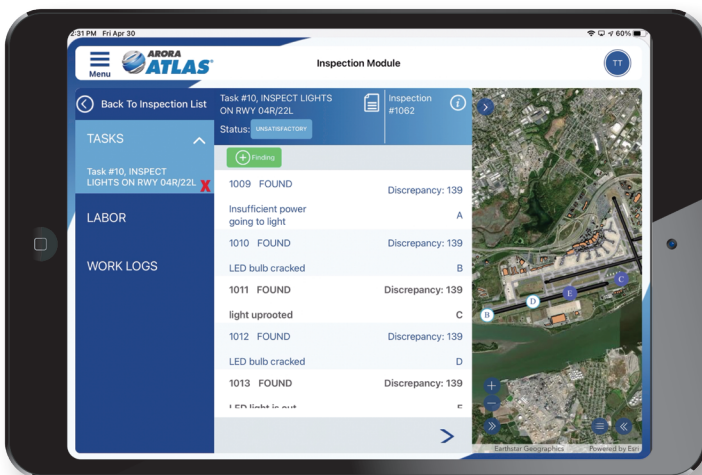 2:31 PM Fri Apr 30
60%
Menu
ARORA
ATLAS
Inspection Module
TT
Back To Inspection List
TASKS
Task #10, INSPECT
LIGHTS ON RWY 04R/22L
X
LABOR
WORK LOGS
Task #10, INSPECT LIGHTS
ON RWY 04R/22L
Status: UNSATISFACTORY
Inspection
#1062
i
Finding
1009 FOUND Discrepancy: 139
Insufficient power
going to light A
1010 FOUND Discrepancy: 139
LED bulb cracked B
1011 FOUND Discrepancy: 139
light uprooted C
1012 FOUND Discrepancy: 139
LED bulb cracked D
1013 FOUND Discrepancy: 139
LED light is out E
C
E
D
B
Earthstar Geographics Powered by Esri